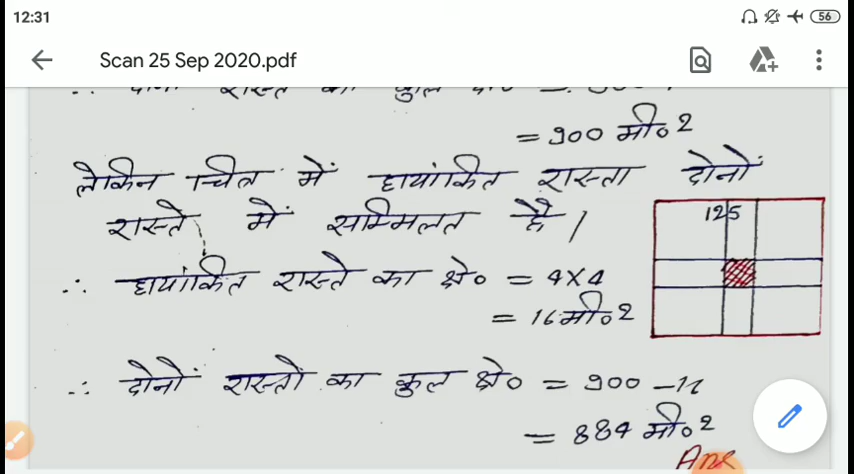 12:31
56
Scan 25 Sep 2020.pdf
= 900 मी० 2
लेकिन चित्र में छायांकित रास्ता दोनों
रास्ते में सम्मिलत है।
125
∴ छायांकित रास्ते का क्षे० = 4 X 4
= 16 मी० 2
∴ दोनों रास्तों का कुल क्षे० = 900 - 16
= 884 मी० 2
Ans